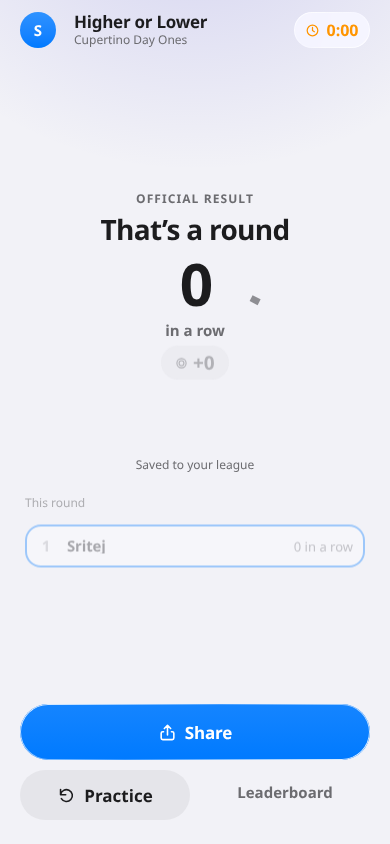 S
Higher or Lower
Cupertino Day Ones
0:00
OFFICIAL RESULT
That’s a round
0
in a row
+0
Saved to your league
This round
1 Sritej 0 in a row
Share
Practice
Leaderboard